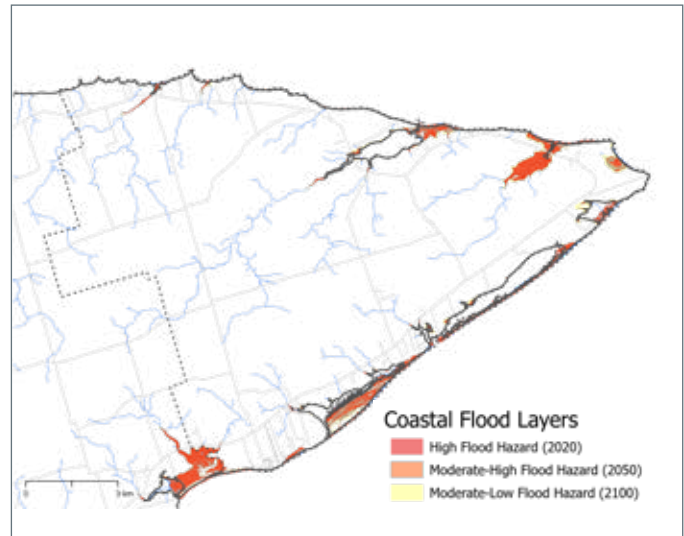 Coastal Flood Layers
High Flood Hazard (2020)
Moderate-High Flood Hazard (2050)
Moderate-Low Flood Hazard (2100)
0 3 km